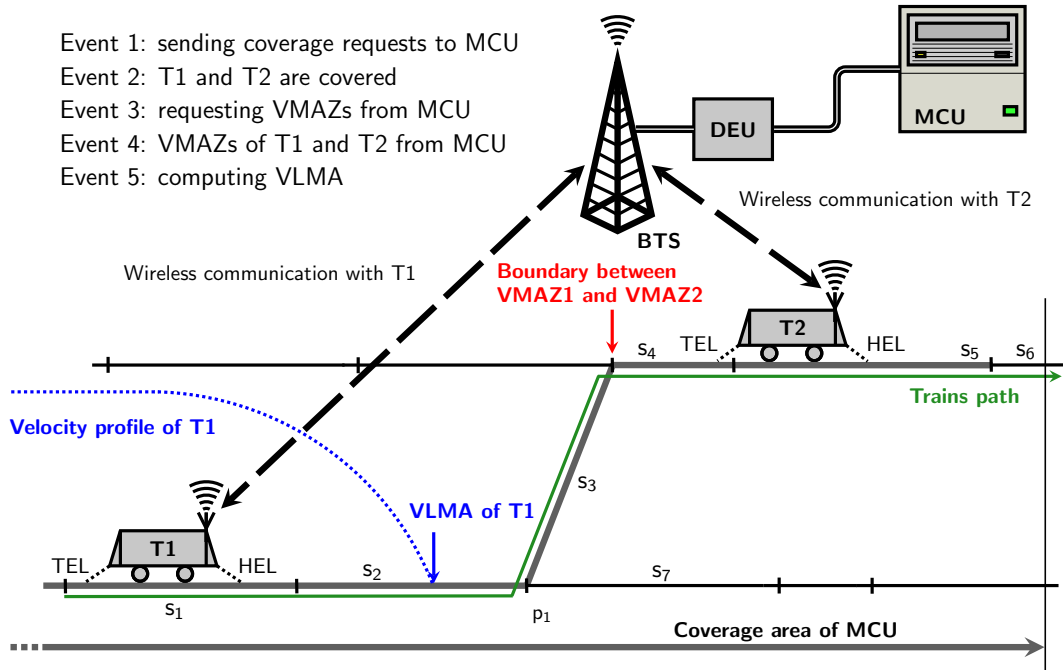 Event 1: sending coverage requests to MCU
Event 2: T1 and T2 are covered
Event 3: requesting VMAZs from MCU
Event 4: VMAZs of T1 and T2 from MCU
Event 5: computing VLMA
DEU
MCU
BTS
Wireless communication with T2
Wireless communication with T1
Boundary between
VMAZ1 and VMAZ2
T2
TEL
HEL
s4
s5
s6
Trains path
Velocity profile of T1
s3
VLMA of T1
T1
TEL
HEL
s1
s2
p1
s7
Coverage area of MCU